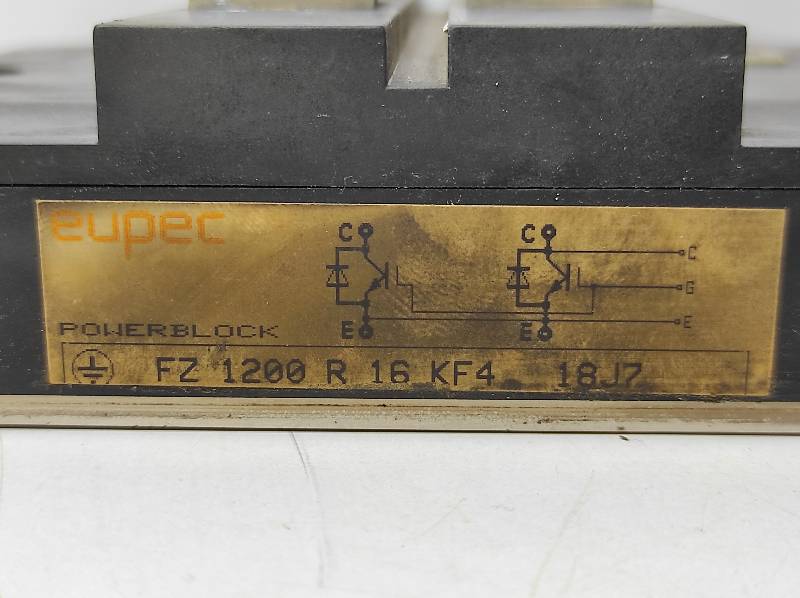 eupec
C C C
G
E E E
POWERBLOCK
FZ 1200 R 16 KF4 18J7